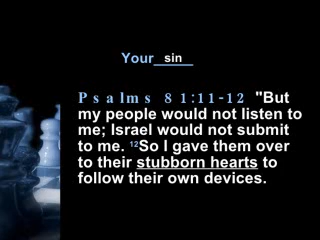 Your_____ sin
Psalms 81:11-12 "But
my people would not listen to
me; Israel would not submit
to me. 12So I gave them over
to their stubborn hearts to
follow their own devices.